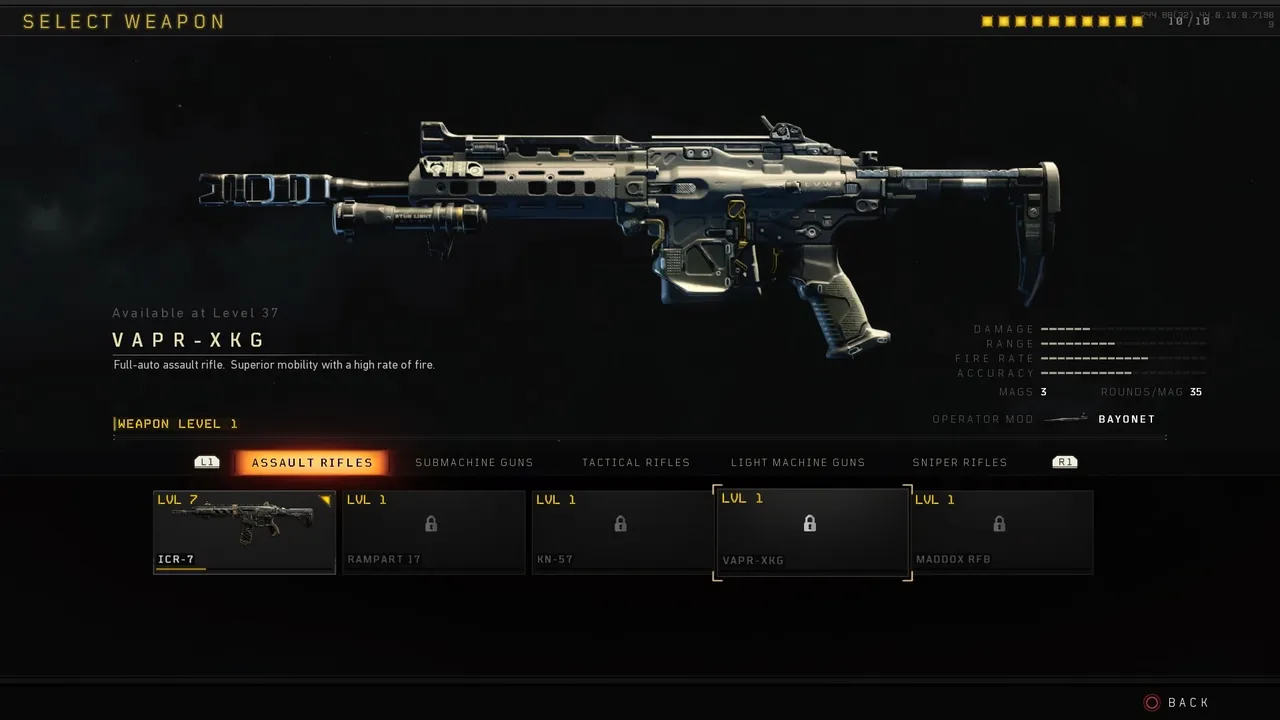 SELECT WEAPON
10/10
STUB LIGHT
Available at Level 37
VAPR-XKG
Full-auto assault rifle. Superior mobility with a high rate of fire.
DAMAGE
RANGE
FIRE RATE
ACCURACY
MAGS 3 ROUNDS/MAG 35
OPERATOR MOD BAYONET
WEAPON LEVEL 1
L1 ASSAULT RIFLES SUBMACHINE GUNS TACTICAL RIFLES LIGHT MACHINE GUNS SNIPER RIFLES R1
LVL 7 LVL 1 LVL 1 LVL 1 LVL 1
ICR-7 RAMPART 17 KN-57 VAPR-XKG MADDOX RFB
BACK